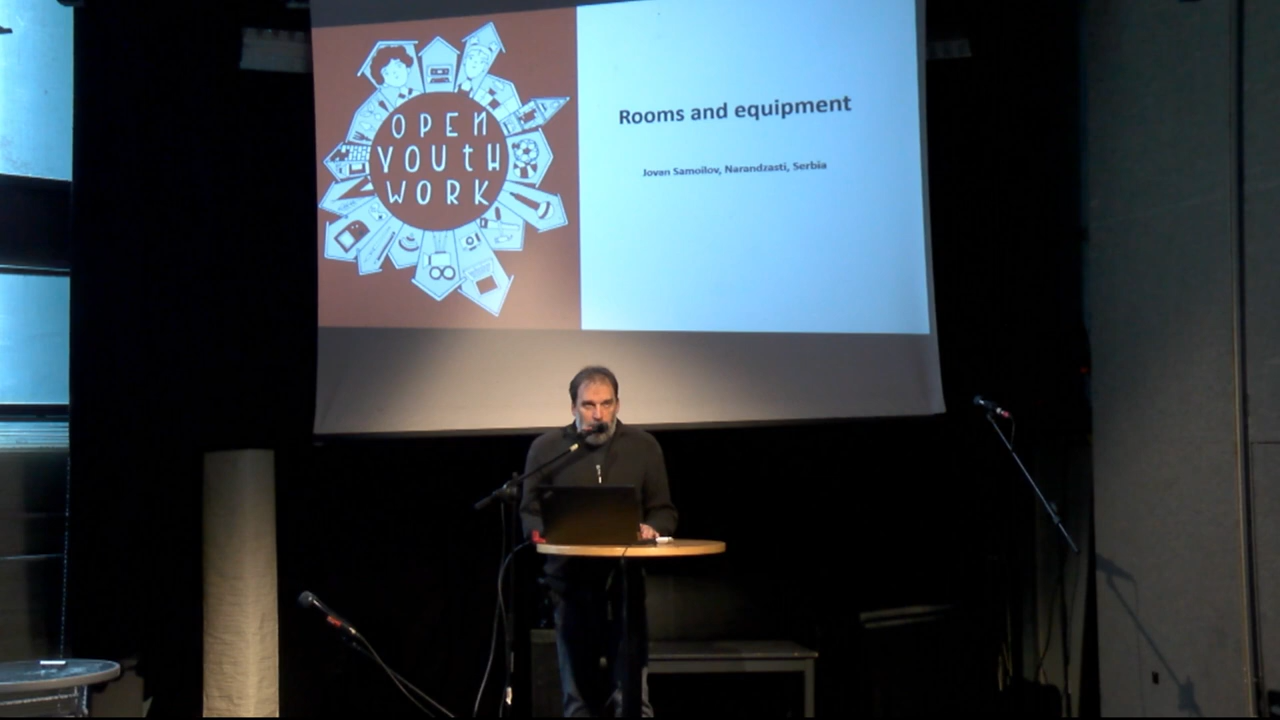 OPEN
YOUtH
WORK
Rooms and equipment
Jovan Samoilov, Narandzasti, Serbia